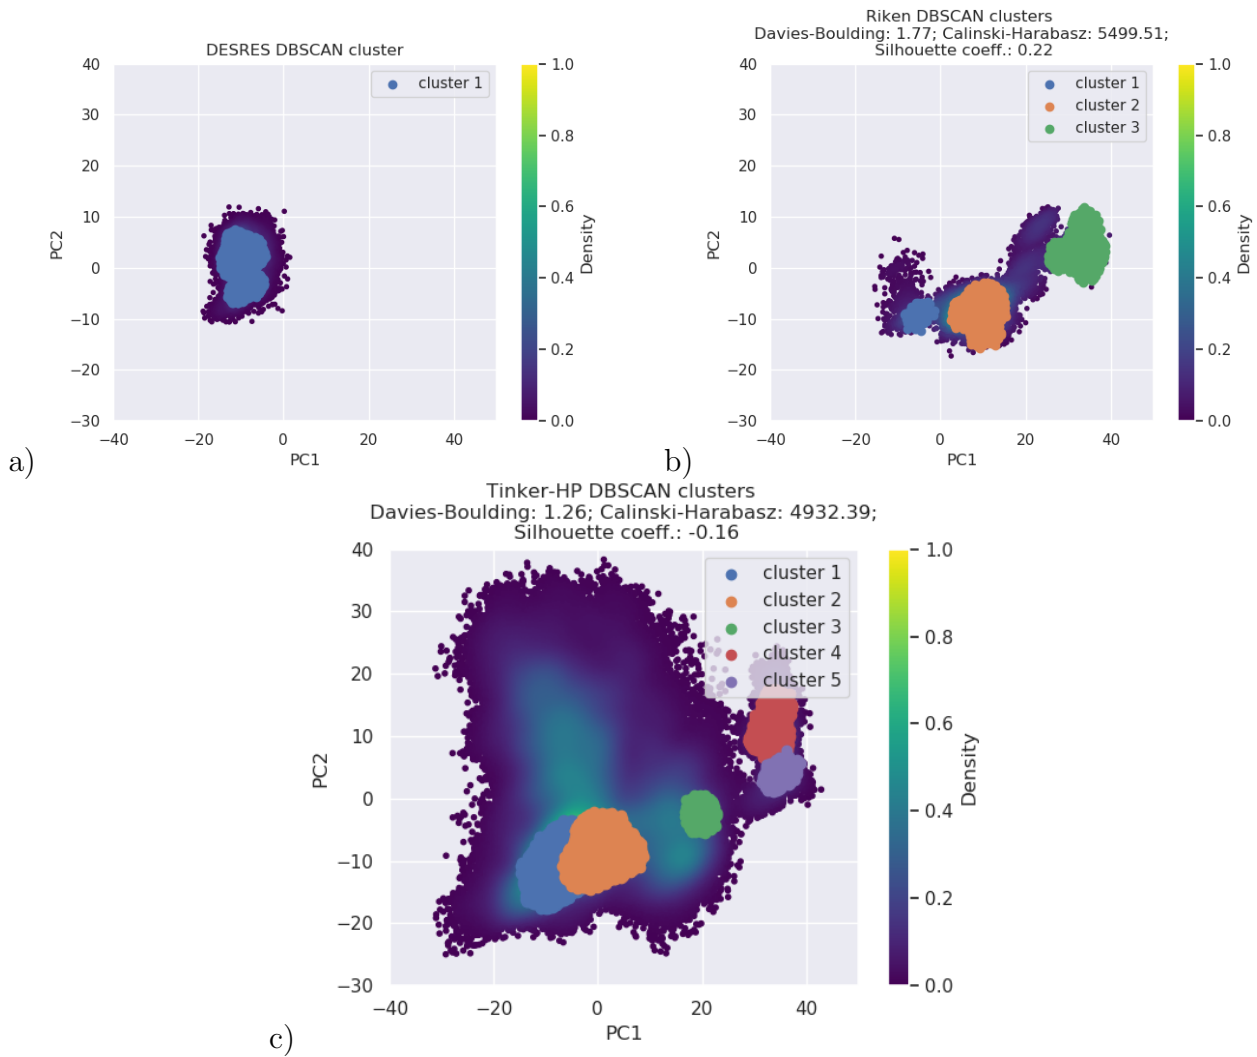 DESRES DBSCAN cluster
cluster 1
40
30
20
10
0
−10
−20
−30
−40
−20
0
20
40
PC1
PC2
1.0
0.8
0.6
0.4
0.2
0.0
Density
a)
Riken DBSCAN clusters
Davies-Boulding: 1.77; Calinski-Harabasz: 5499.51;
Silhouette coeff.: 0.22
cluster 1
cluster 2
cluster 3
40
30
20
10
0
−10
−20
−30
−40
−20
0
20
40
PC1
PC2
1.0
0.8
0.6
0.4
0.2
0.0
Density
b)
Tinker-HP DBSCAN clusters
Davies-Boulding: 1.26; Calinski-Harabasz: 4932.39;
Silhouette coeff.: -0.16
cluster 1
cluster 2
cluster 3
cluster 4
cluster 5
40
30
20
10
0
−10
−20
−30
−40
−20
0
20
40
PC1
PC2
1.0
0.8
0.6
0.4
0.2
0.0
Density
c)